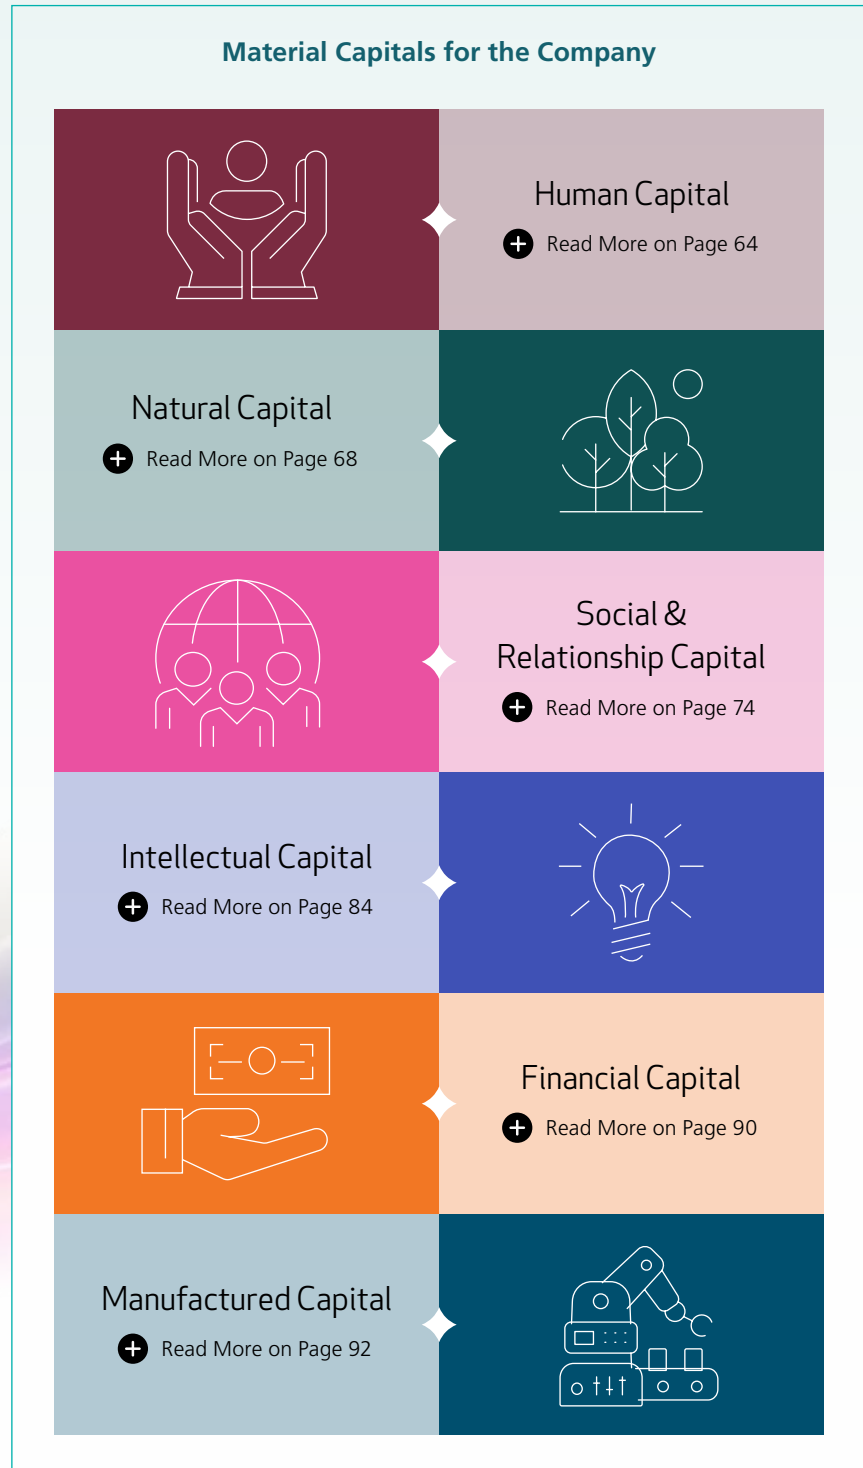 Material Capitals for the Company
Human Capital
Read More on Page 64
Natural Capital
Read More on Page 68
Social &
Relationship Capital
Read More on Page 74
Intellectual Capital
Read More on Page 84
Financial Capital
Read More on Page 90
Manufactured Capital
Read More on Page 92